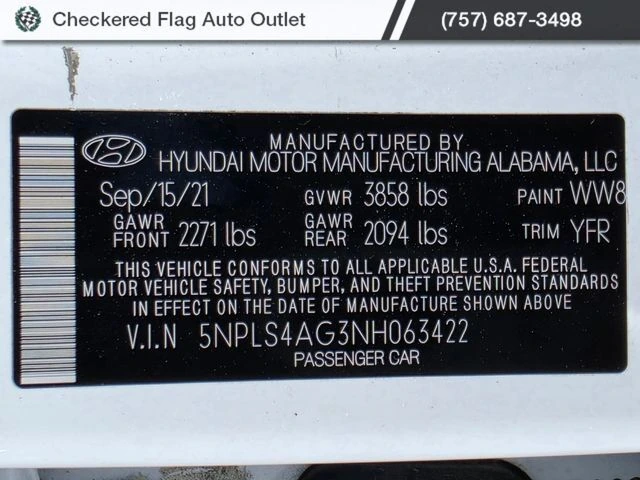 Checkered Flag Auto Outlet
(757) 687-3498
MANUFACTURED BY
HYUNDAI MOTOR MANUFACTURING ALABAMA, LLC
Sep/15/21 GVWR 3858 lbs PAINT WW8
GAWR FRONT 2271 lbs GAWR REAR 2094 lbs TRIM YFR
THIS VEHICLE CONFORMS TO ALL APPLICABLE U.S.A. FEDERAL
MOTOR VEHICLE SAFETY, BUMPER, AND THEFT PREVENTION STANDARDS
IN EFFECT ON THE DATE OF MANUFACTURE SHOWN ABOVE
V.I.N 5NPLS4AG3NH063422
PASSENGER CAR